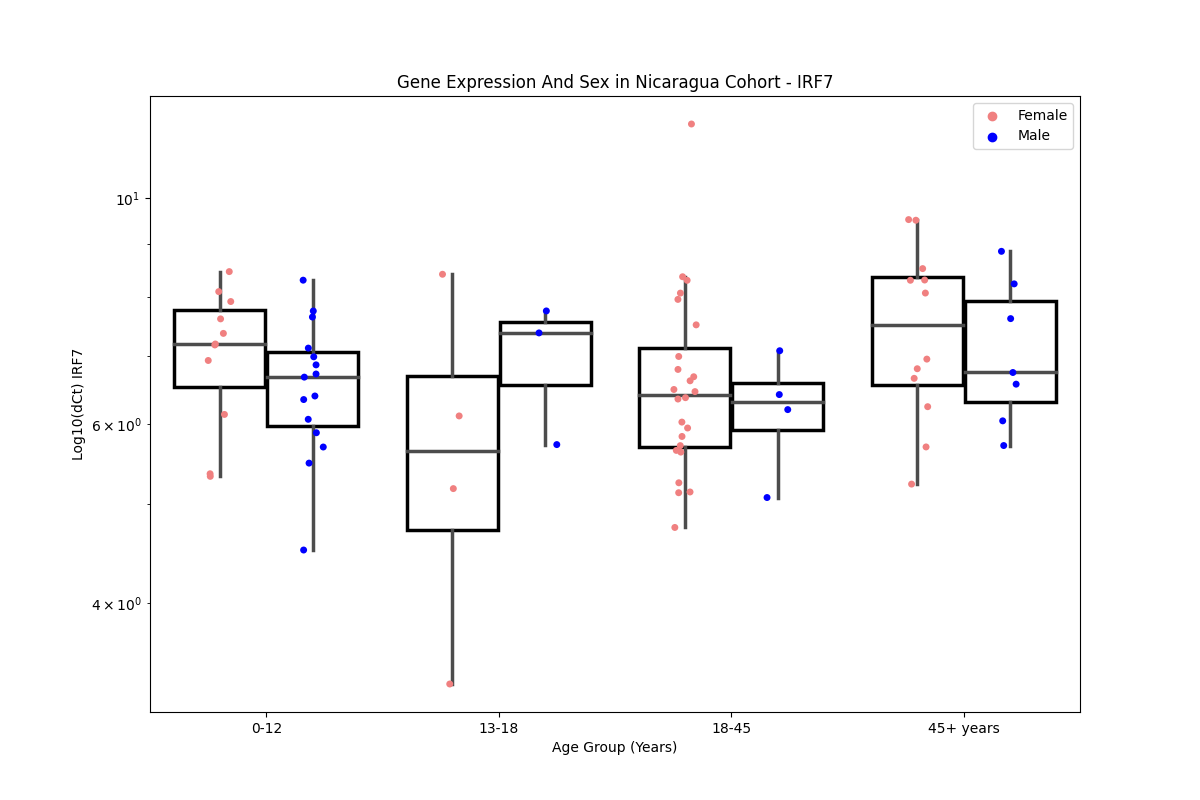 Gene Expression And Sex in Nicaragua Cohort - IRF7
Female
Male
10¹
6 × 10⁰
4 × 10⁰
Log10(dCt) IRF7
0-12
13-18
18-45
45+ years
Age Group (Years)